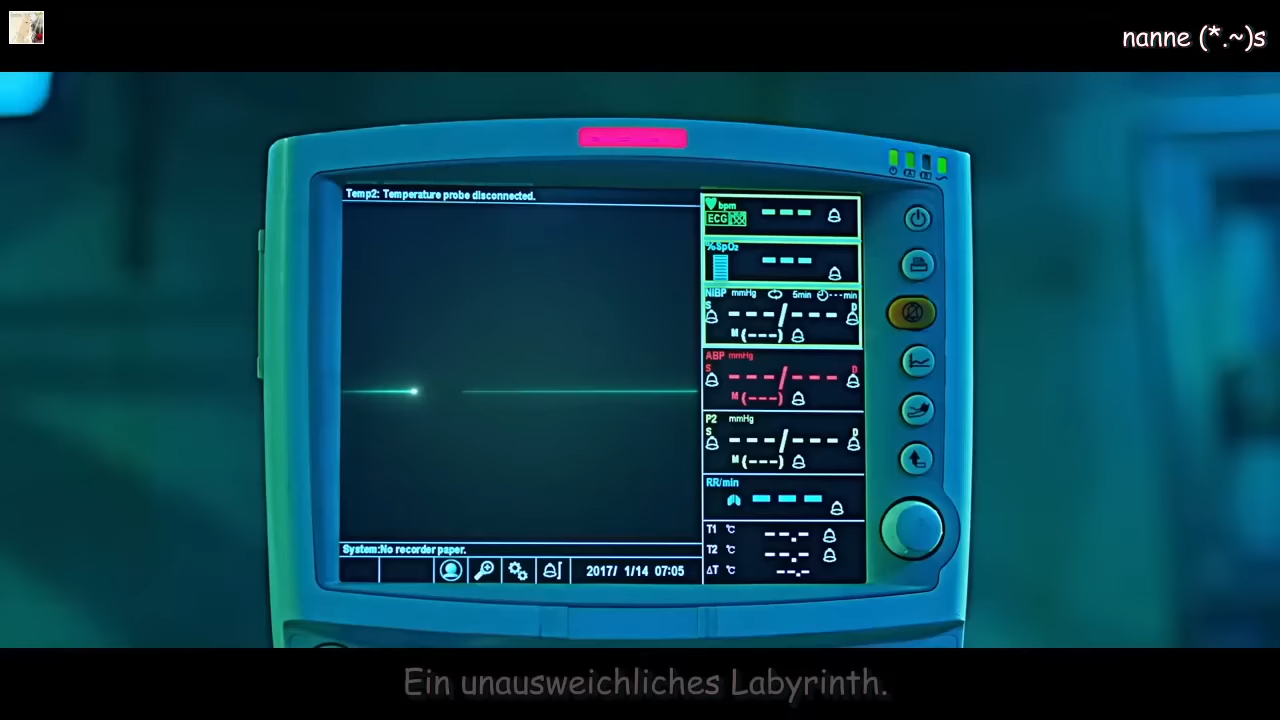 nanne (*.~)s
Temp2: Temperature probe disconnected.
bpm
ECG
---
%SpO₂
---
NIBP mmHg 5min ---min
S ---/--- D
M (---)
ABP mmHg
S ---/--- D
M (---)
P2 mmHg
S ---/--- D
M (---)
RR/min
---
T1 °C --.-
T2 °C --.-
ΔT °C --.-
System:No recorder paper.
2017/ 1/14 07:05
Ein unausweichliches Labyrinth.